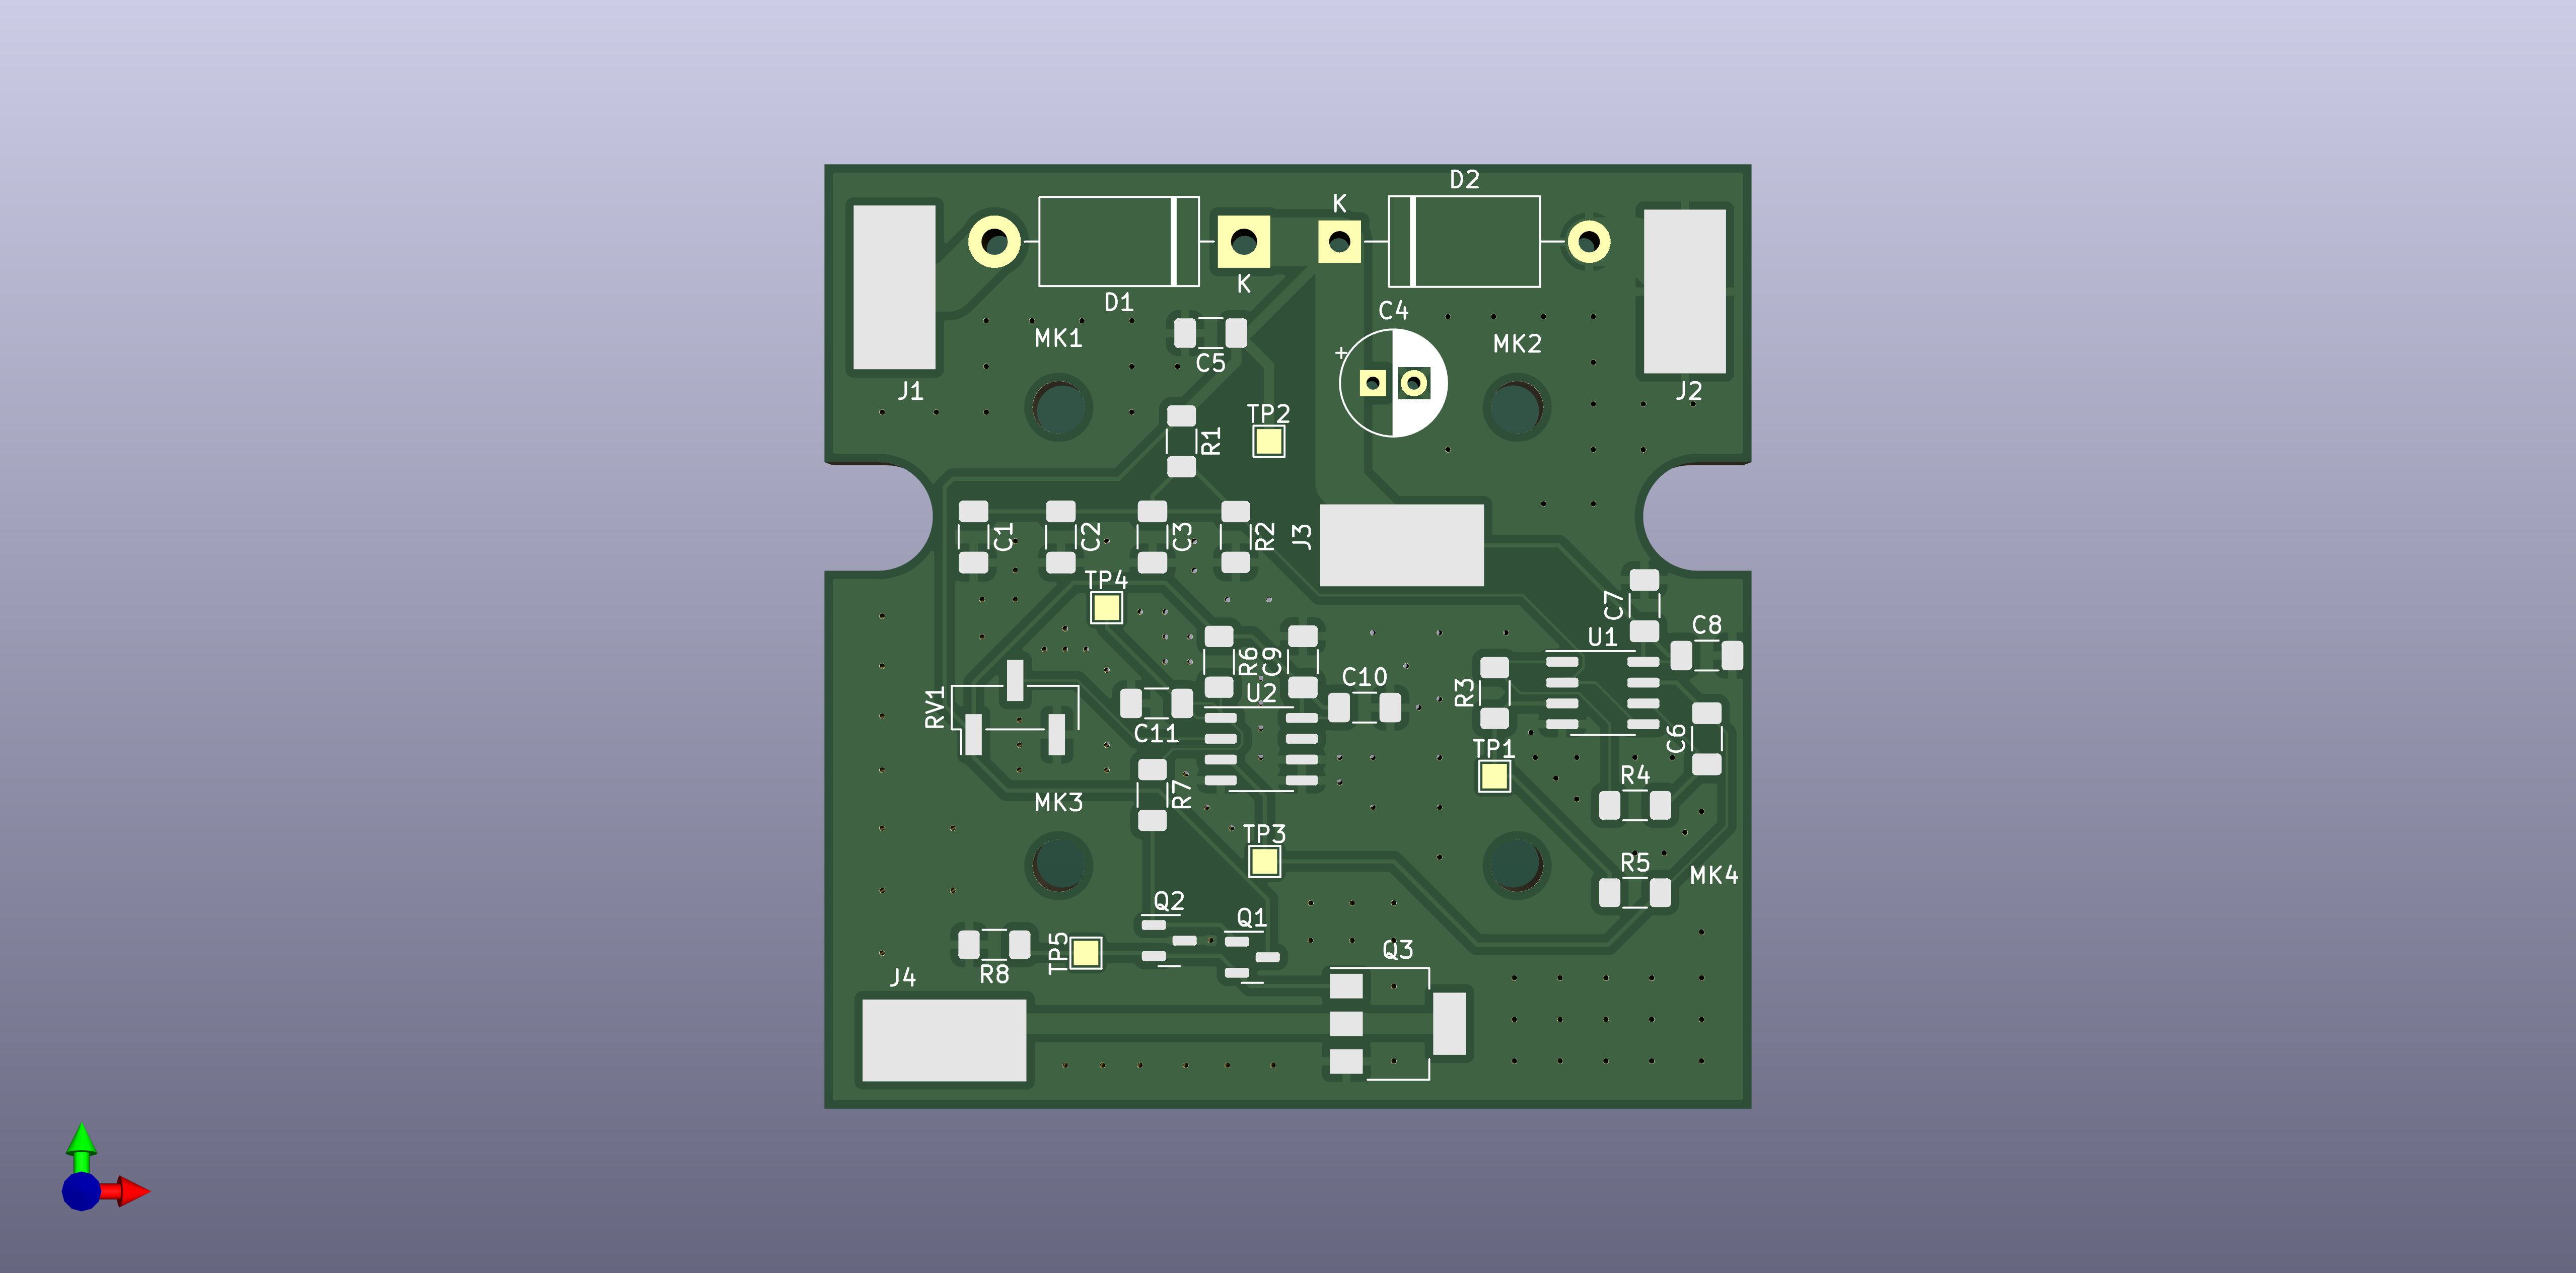 D2
K
K
D1
C4
+
MK1
MK2
C5
J1
J2
TP2
R1
C1
C2
C3
R2
J3
TP4
C7
C8
U1
R6
C9
C10
R3
U2
RV1
C11
C6
TP1
R4
R7
MK3
TP3
R5
MK4
Q2
Q1
TP5
Q3
R8
J4